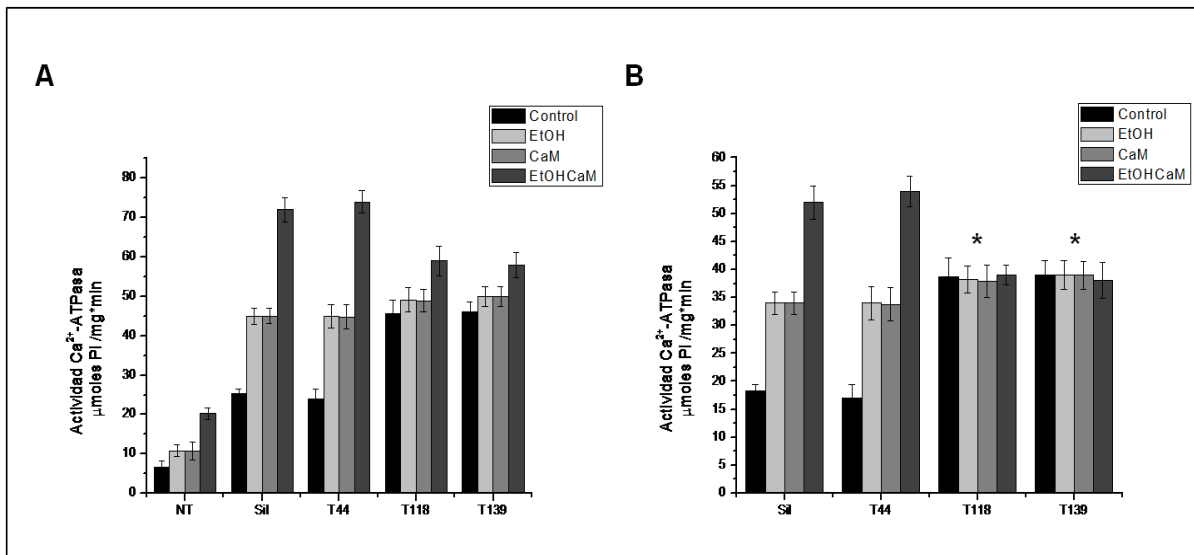 A
Control
EtOH
CaM
EtOHCaM
Actividad Ca²⁺-ATPasa
µmoles PI /mg*min
80
70
60
50
40
30
20
10
0
NT
Sil
T44
T118
T139
B
Control
EtOH
CaM
EtOHCaM
Actividad Ca²⁺-ATPasa
µmoles PI /mg*min
60
55
50
45
40
35
30
25
20
15
10
5
0
*
*
Sil
T44
T118
T139